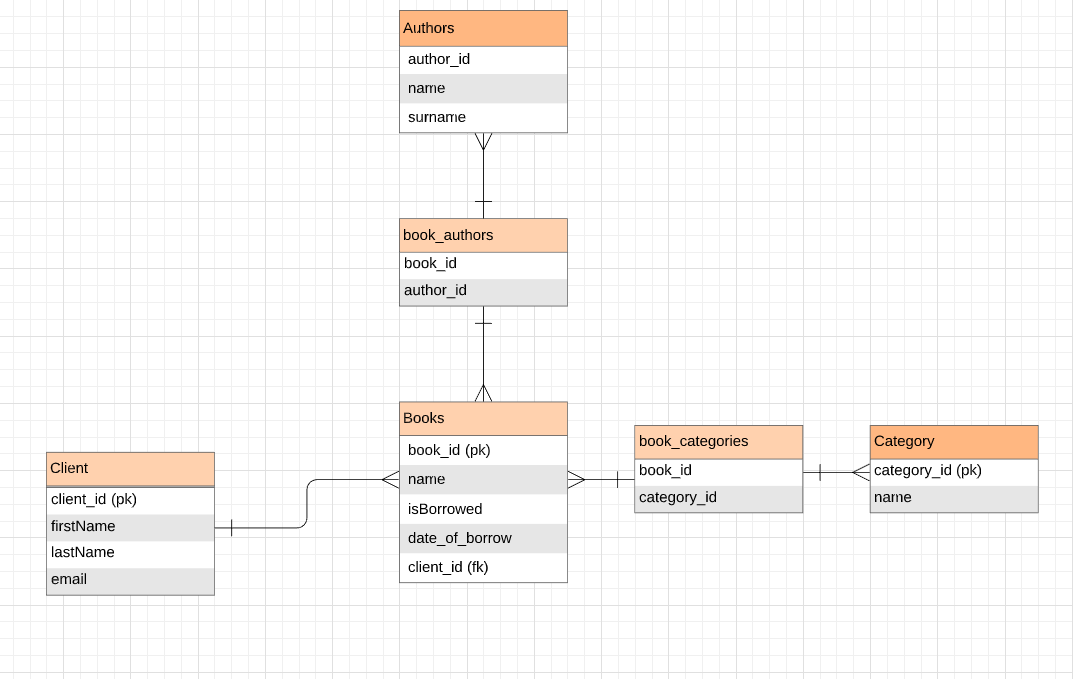 Authors
author_id
name
surname
book_authors
book_id
author_id
Books
book_id (pk)
name
isBorrowed
date_of_borrow
client_id (fk)
book_categories
book_id
category_id
Category
category_id (pk)
name
Client
client_id (pk)
firstName
lastName
email